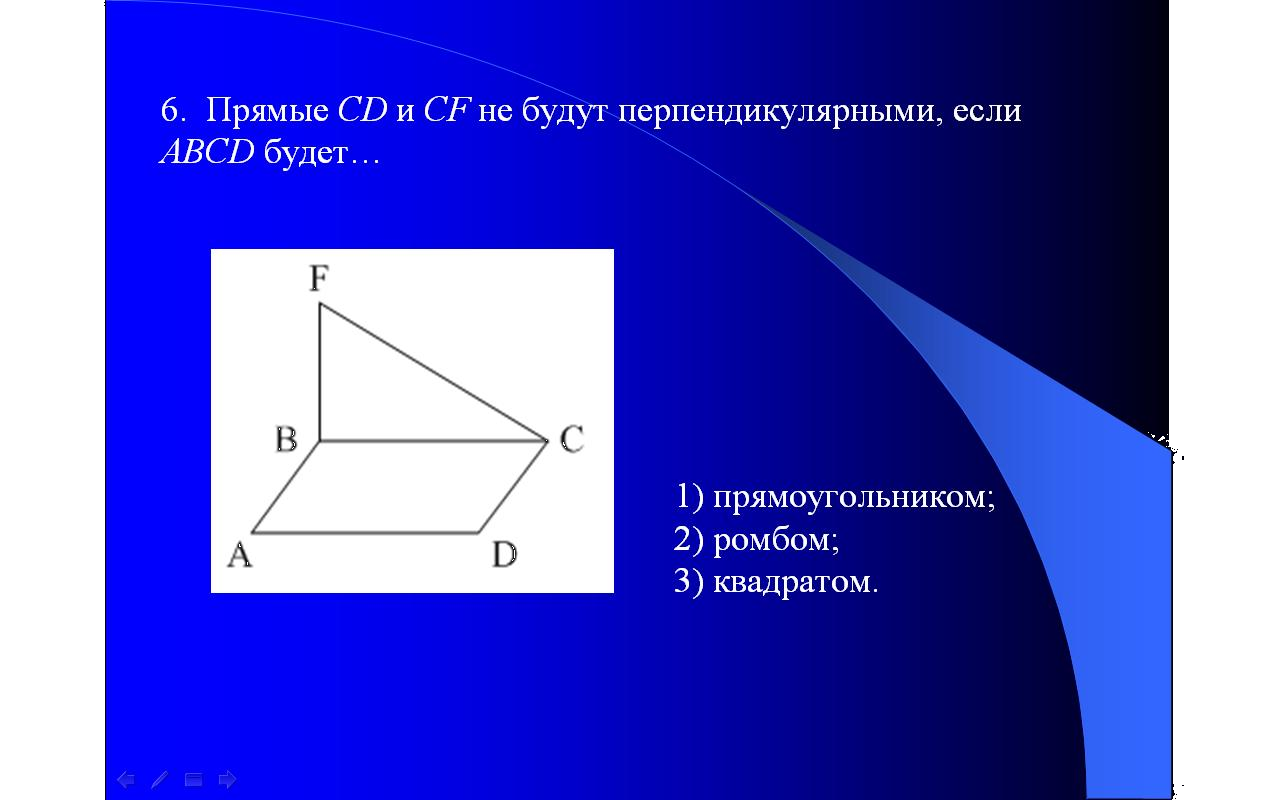 6. Прямые CD и CF не будут перпендикулярными, если
ABCD будет…
F
B
C
A
D
1) прямоугольником;
2) ромбом;
3) квадратом.